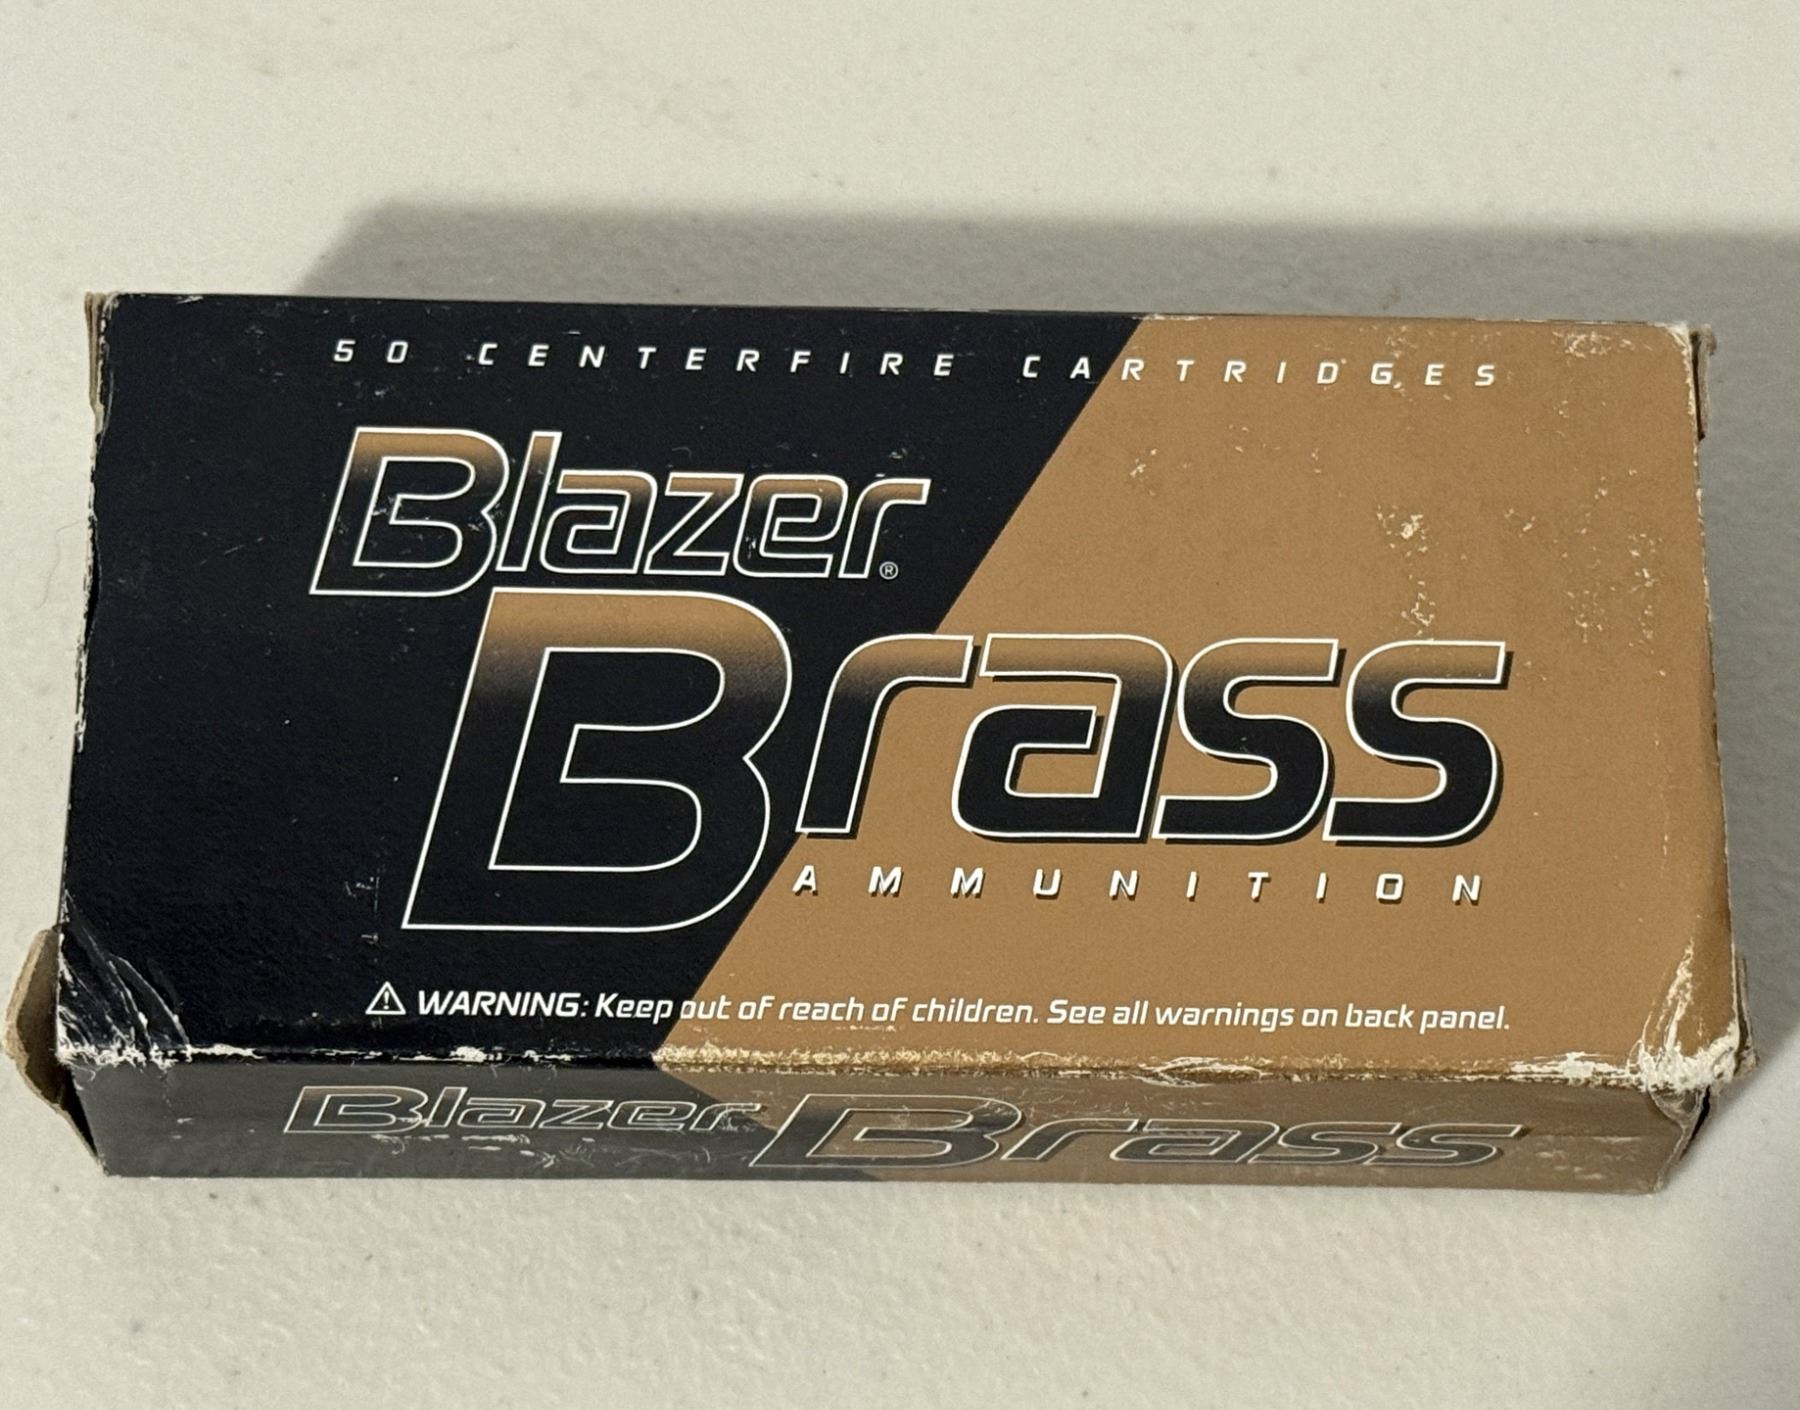 50 CENTERFIRE CARTRIDGES
Blazer®
Brass
AMMUNITION
⚠ WARNING: Keep out of reach of children. See all warnings on back panel.
Blazer Brass